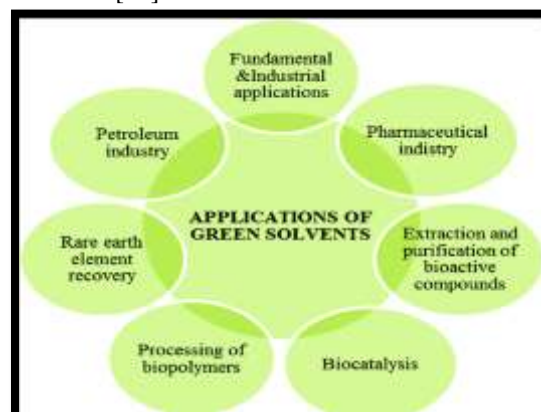 Fundamental
&Industrial
applications
Pharmaceutical
indistry
Extraction and
purification of
bioactive
compounds
Biocatalysis
Processing of
biopolymers
Rare earth
element
recovery
Petroleum
industry
APPLICATIONS OF
GREEN SOLVENTS